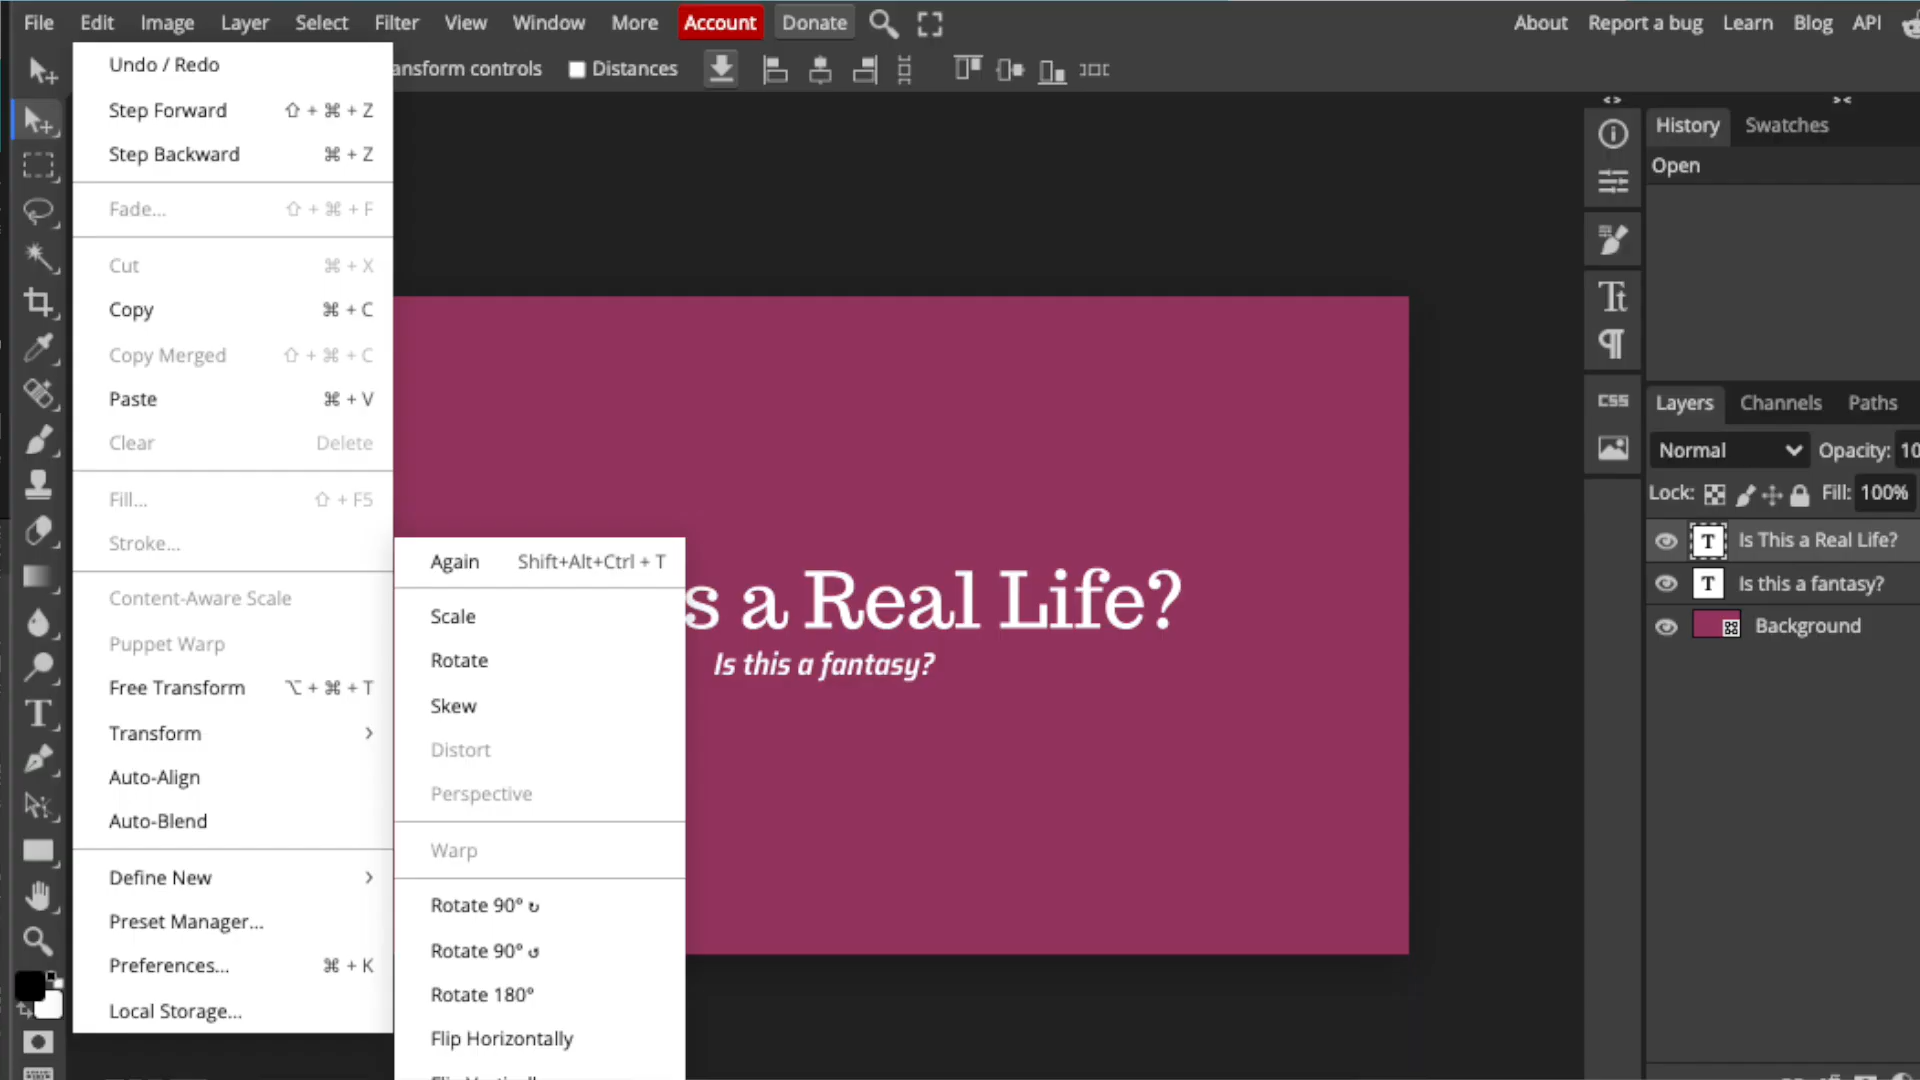 File Edit Image Layer Select Filter View Window More Account Donate About Report a bug Learn Blog API
ansform controls Distances
Undo / Redo
Step Forward ⇧ + ⌘ + Z
Step Backward ⌘ + Z
Fade... ⇧ + ⌘ + F
Cut ⌘ + X
Copy ⌘ + C
Copy Merged ⇧ + ⌘ + C
Paste ⌘ + V
Clear Delete
Fill... ⇧ + F5
Stroke...
Content-Aware Scale
Puppet Warp
Free Transform ⌥ + ⌘ + T
Transform >
Auto-Align
Auto-Blend
Define New >
Preset Manager...
Preferences... ⌘ + K
Local Storage...
Again Shift+Alt+Ctrl + T
Scale
Rotate
Skew
Distort
Perspective
Warp
Rotate 90° ↻
Rotate 90° ↺
Rotate 180°
Flip Horizontally
s a Real Life?
Is this a fantasy?
History Swatches
Open
CSS
Layers Channels Paths
Normal Opacity: 10
Lock: Fill: 100%
T Is This a Real Life?
T Is this a fantasy?
Background